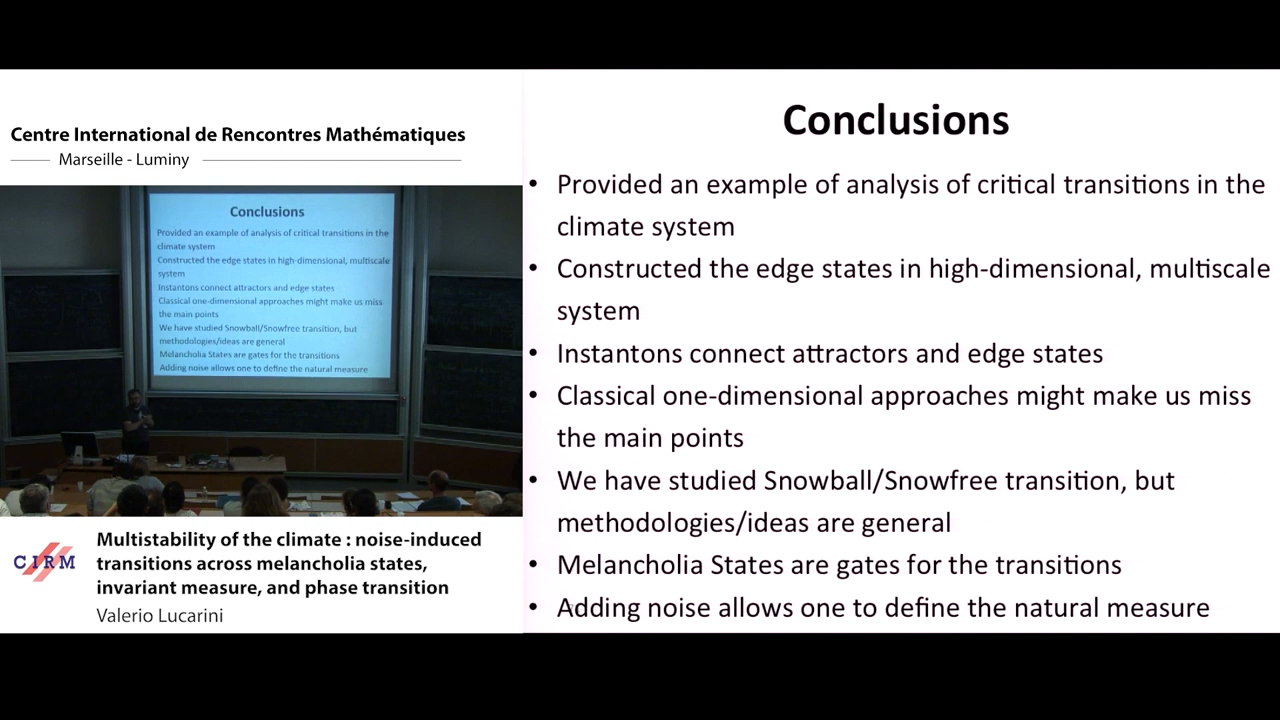 Centre International de Rencontres Mathématiques
Marseille - Luminy
Conclusions
Provided an example of analysis of critical transitions in the
climate system
Constructed the edge states in high-dimensional, multiscale
system
Instantons connect attractors and edge states
Classical one-dimensional approaches might make us miss
the main points
We have studied Snowball/Snowfree transition, but
methodologies/ideas are general
Melancholia States are gates for the transitions
Adding noise allows one to define the natural measure
CIRM
Multistability of the climate : noise-induced
transitions across melancholia states,
invariant measure, and phase transition
Valerio Lucarini
Conclusions
• Provided an example of analysis of critical transitions in the
climate system
• Constructed the edge states in high-dimensional, multiscale
system
• Instantons connect attractors and edge states
• Classical one-dimensional approaches might make us miss
the main points
• We have studied Snowball/Snowfree transition, but
methodologies/ideas are general
• Melancholia States are gates for the transitions
• Adding noise allows one to define the natural measure